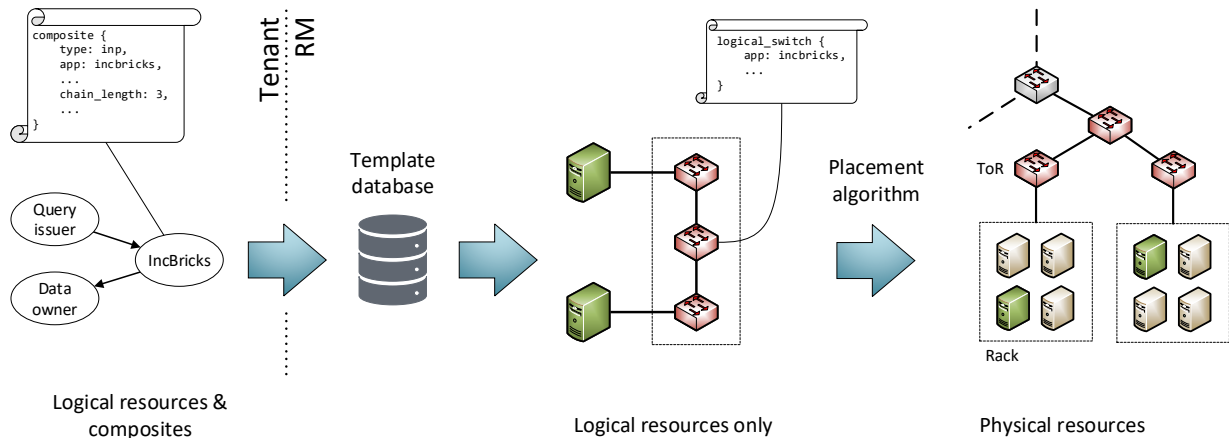 composite {
type: inp,
app: incbricks,
...
chain_length: 3,
...
}
Tenant
RM
Query
issuer
IncBricks
Data
owner
Logical resources &
composites
Template
database
logical_switch {
app: incbricks,
...
}
Logical resources only
Placement
algorithm
ToR
Rack
Physical resources